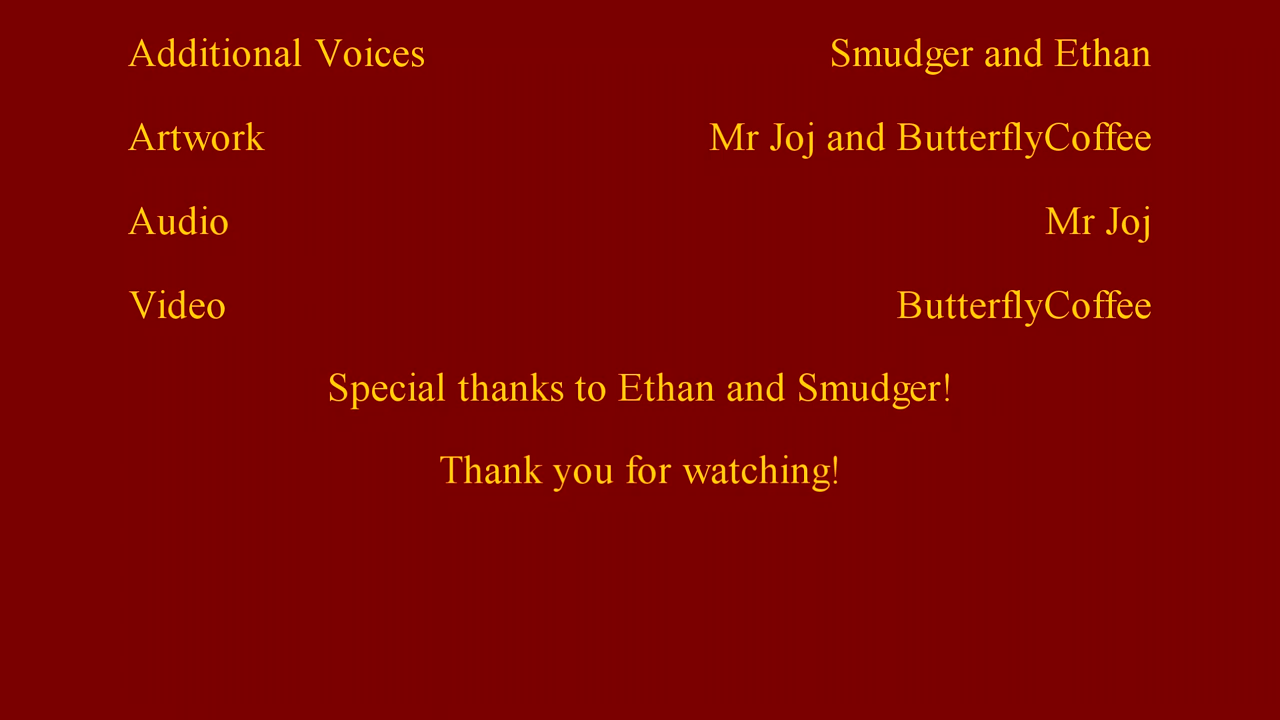 Additional Voices Smudger and Ethan
Artwork Mr Joj and ButterflyCoffee
Audio Mr Joj
Video ButterflyCoffee
Special thanks to Ethan and Smudger!
Thank you for watching!